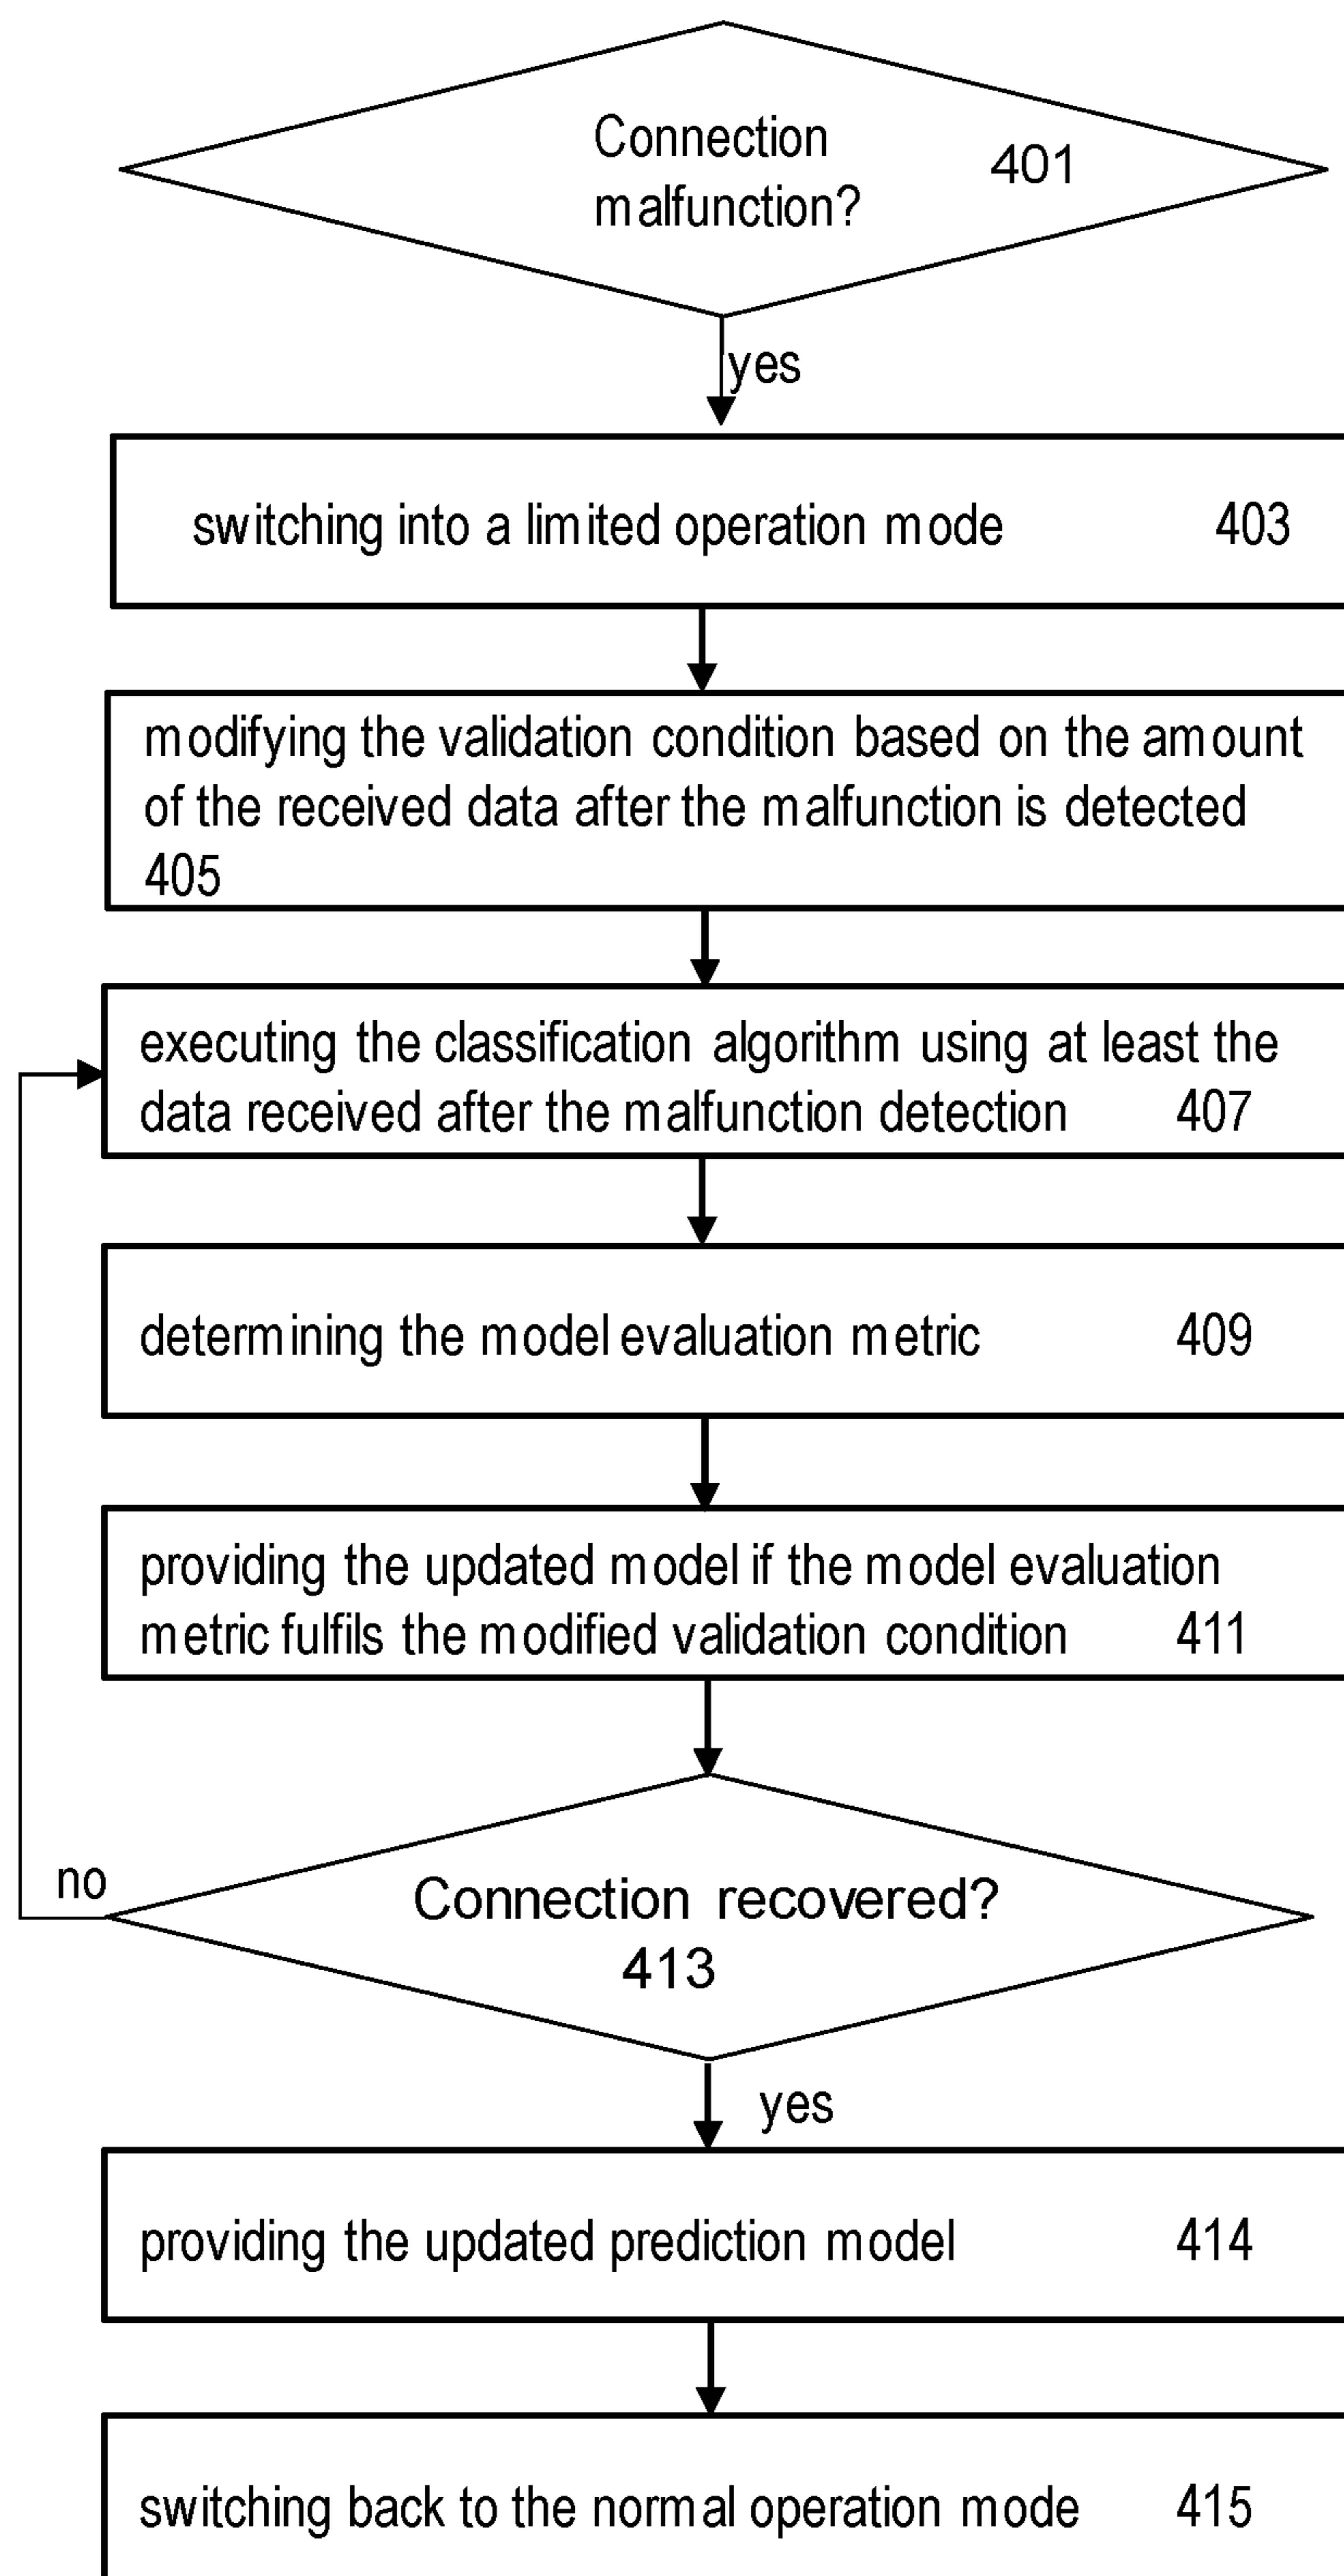 Connection
malfunction? 401
yes
switching into a limited operation mode 403
modifying the validation condition based on the amount
of the received data after the malfunction is detected
405
executing the classification algorithm using at least the
data received after the malfunction detection 407
determining the model evaluation metric 409
providing the updated model if the model evaluation
metric fulfils the modified validation condition 411
no
Connection recovered?
413
yes
providing the updated prediction model 414
switching back to the normal operation mode 415